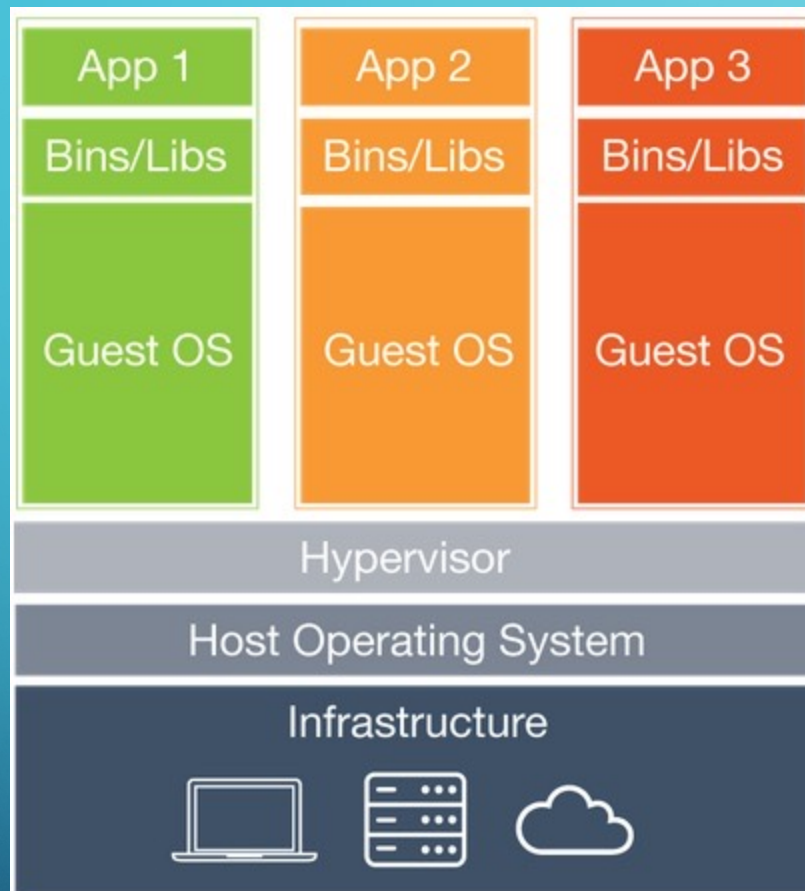 App 1
App 2
App 3
Bins/Libs
Bins/Libs
Bins/Libs
Guest OS
Guest OS
Guest OS
Hypervisor
Host Operating System
Infrastructure